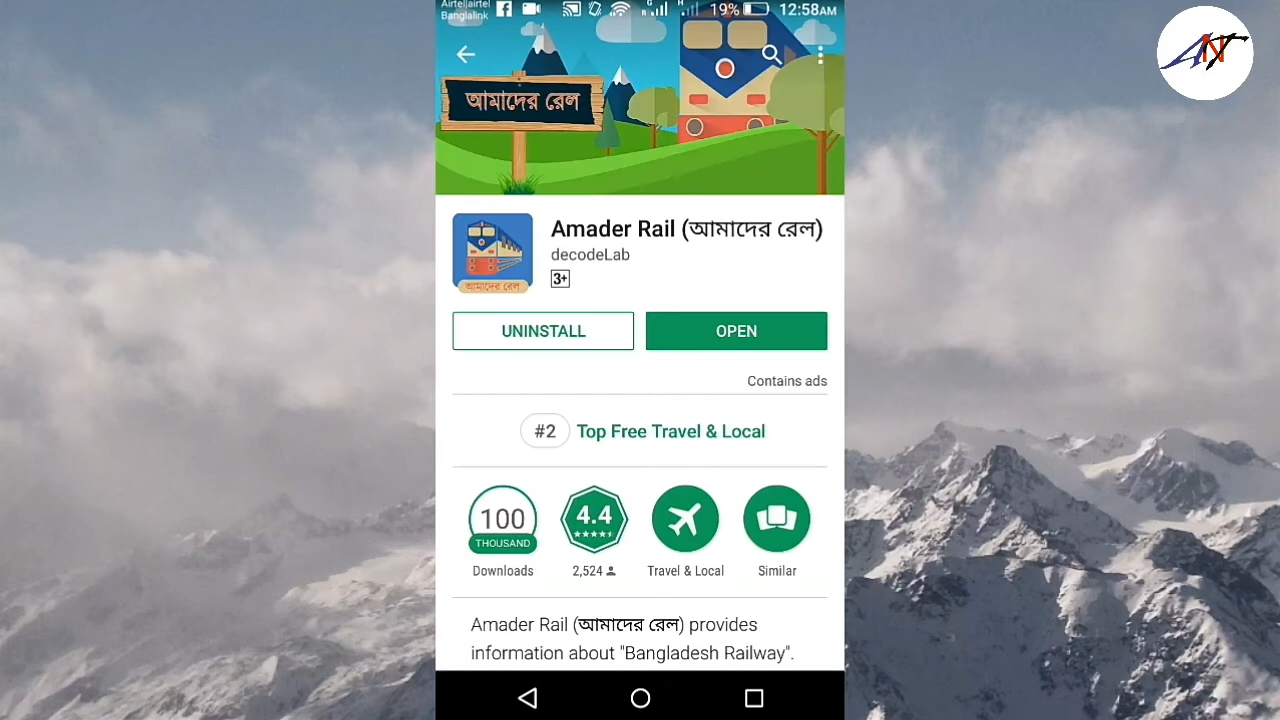 Airtel|airtel
Banglalink
19%
12:58AM
ANT
আমাদের রেল
আমাদের রেল
Amader Rail (আমাদের রেল)
decodeLab
3+
UNINSTALL
OPEN
Contains ads
#2 Top Free Travel & Local
100
THOUSAND
4.4
Downloads
2,524
Travel & Local
Similar
Amader Rail (আমাদের রেল) provides
information about "Bangladesh Railway".